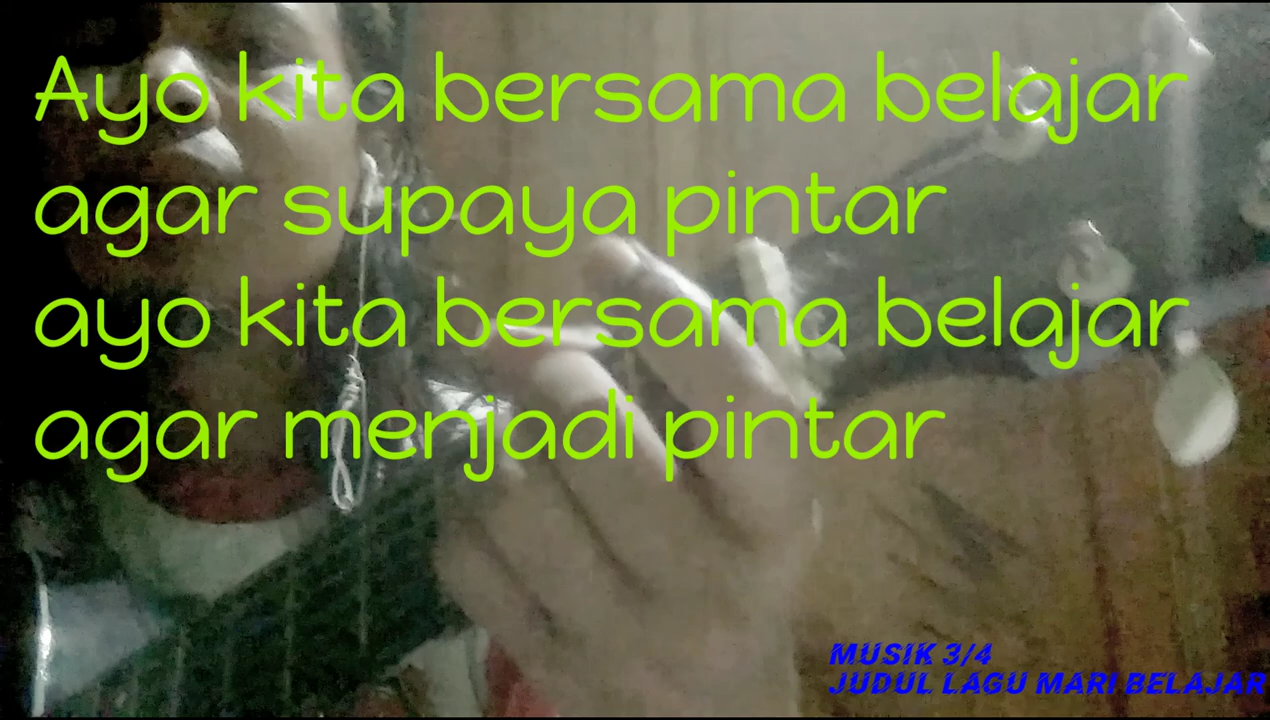 Ayo kita bersama belajar
agar supaya pintar
ayo kita bersama belajar
agar menjadi pintar
MUSIK 3/4
JUDUL LAGU MARI BELAJAR